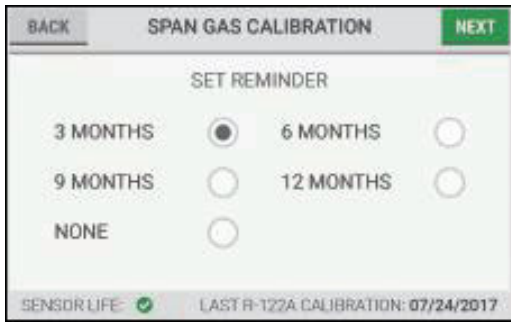 BACK SPAN GAS CALIBRATION NEXT
SET REMINDER
3 MONTHS 6 MONTHS
9 MONTHS 12 MONTHS
NONE
SENSOR LIFE: LAST R-122A CALIBRATION: 07/24/2017